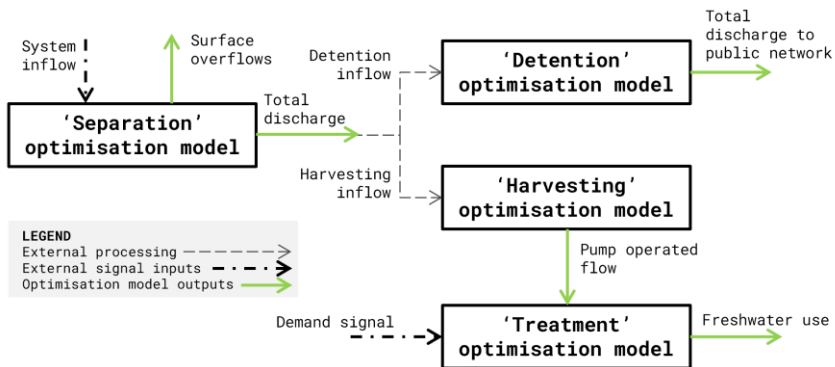 System
inflow
Surface
overflows
'Separation'
optimisation model
Total
discharge
Detention
inflow
Harvesting
inflow
'Detention'
optimisation model
Total
discharge to
public network
'Harvesting'
optimisation model
Pump operated
flow
LEGEND
External processing
External signal inputs
Optimisation model outputs
Demand signal
'Treatment'
optimisation model
Freshwater use